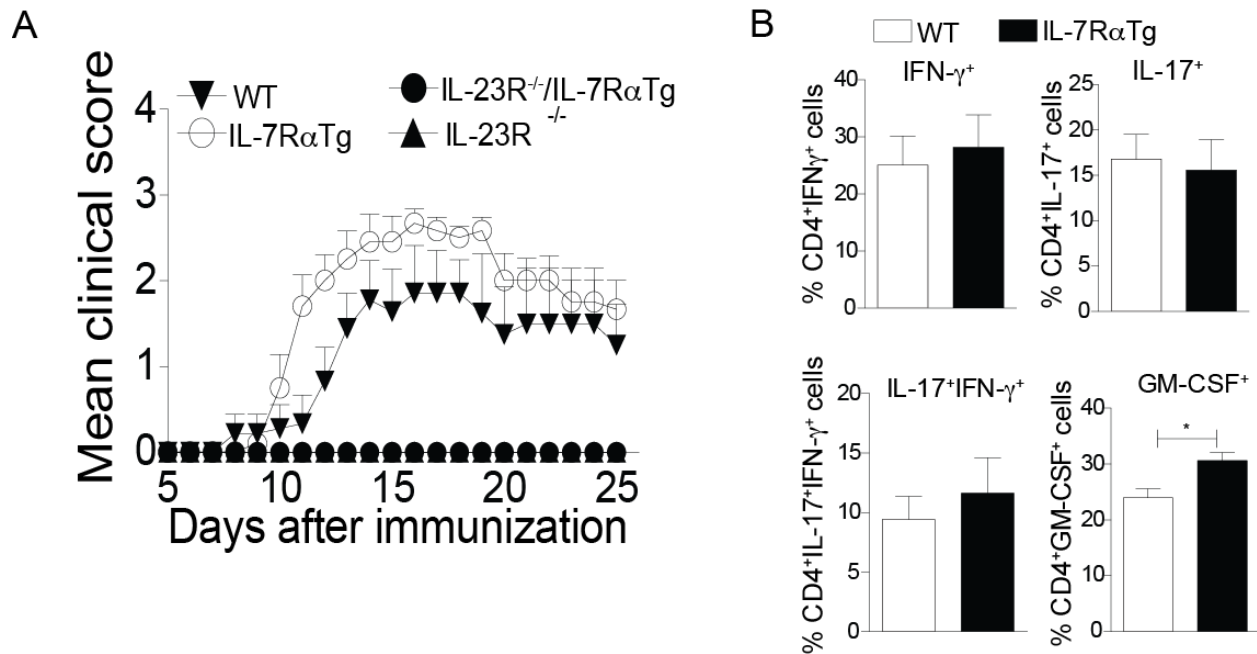 A
Mean clinical score
4
3
2
1
0
WT
IL-7RαTg
IL-23R-/-/IL-7RαTg
IL-23R -/-
5 10 15 20 25
Days after immunization
B
WT
IL-7RαTg
IFN-γ+
% CD4+IFNγ+ cells
40
30
20
10
0
IL-17+
% CD4+IL-17+ cells
20
15
10
5
0
IL-17+IFN-γ+
% CD4+IL-17+IFN-γ+ cells
20
15
10
5
0
GM-CSF+
% CD4+GM-CSF+ cells
40
30
20
10
0
*